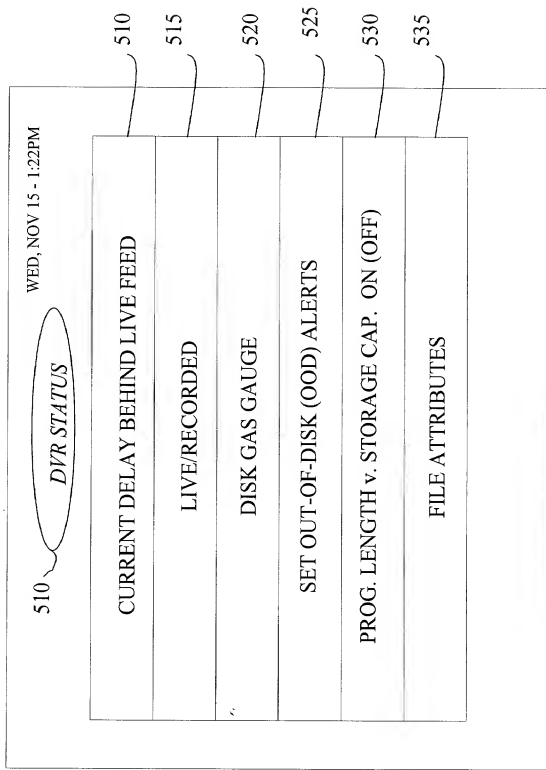 WED, NOV 15 - 1:22PM
DVR STATUS
510
CURRENT DELAY BEHIND LIVE FEED 510
LIVE/RECORDED 515
DISK GAS GAUGE 520
SET OUT-OF-DISK (OOD) ALERTS 525
PROG. LENGTH v. STORAGE CAP. ON (OFF) 530
FILE ATTRIBUTES 535